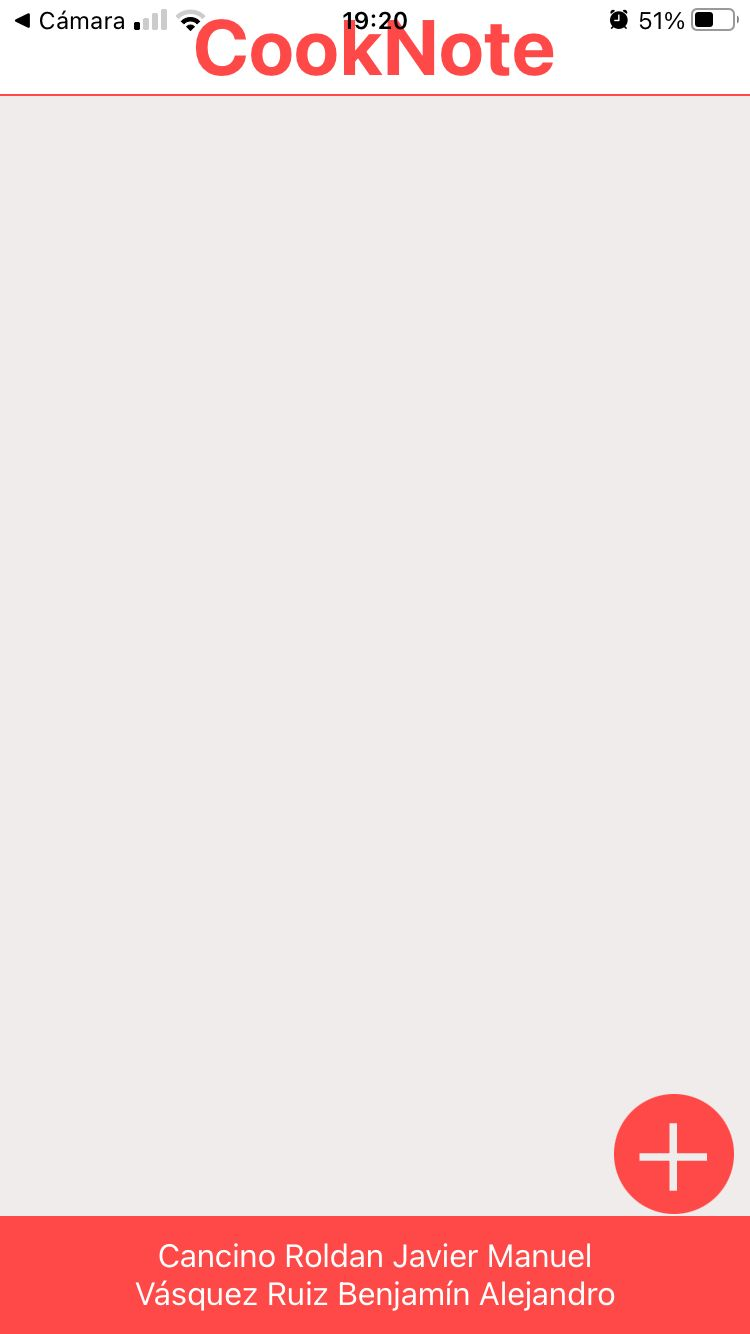 ◀ Cámara 19:20 51%
CookNote
Cancino Roldan Javier Manuel
Vásquez Ruiz Benjamín Alejandro